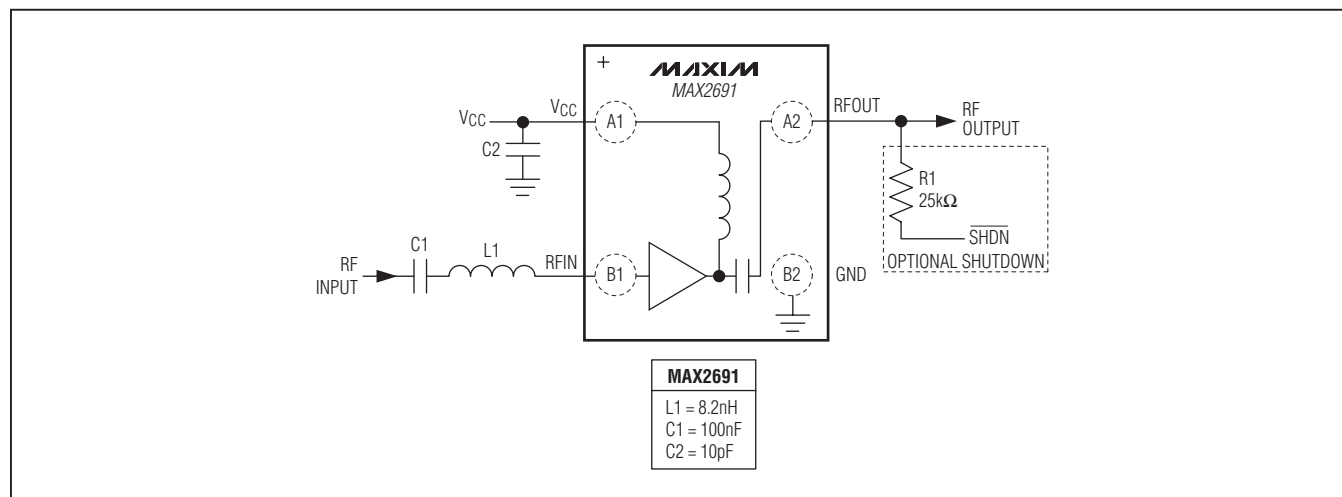 +
MAXIM
MAX2691
VCC
VCC
A1
C2
A2
RFOUT
RF
OUTPUT
R1
25kΩ
SHDN
OPTIONAL SHUTDOWN
RF
INPUT
C1
L1
RFIN
B1
B2
GND
MAX2691
L1 = 8.2nH
C1 = 100nF
C2 = 10pF